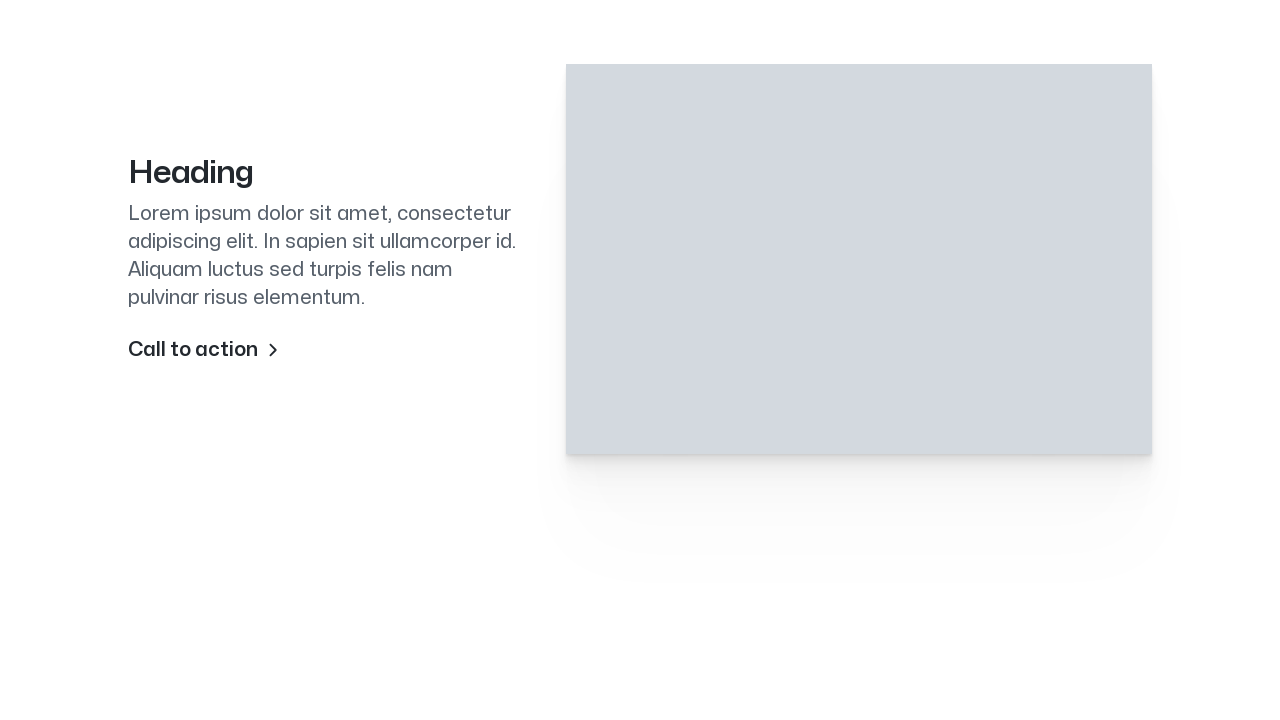 Heading
Lorem ipsum dolor sit amet, consectetur
adipiscing elit. In sapien sit ullamcorper id.
Aliquam luctus sed turpis felis nam
pulvinar risus elementum.
Call to action